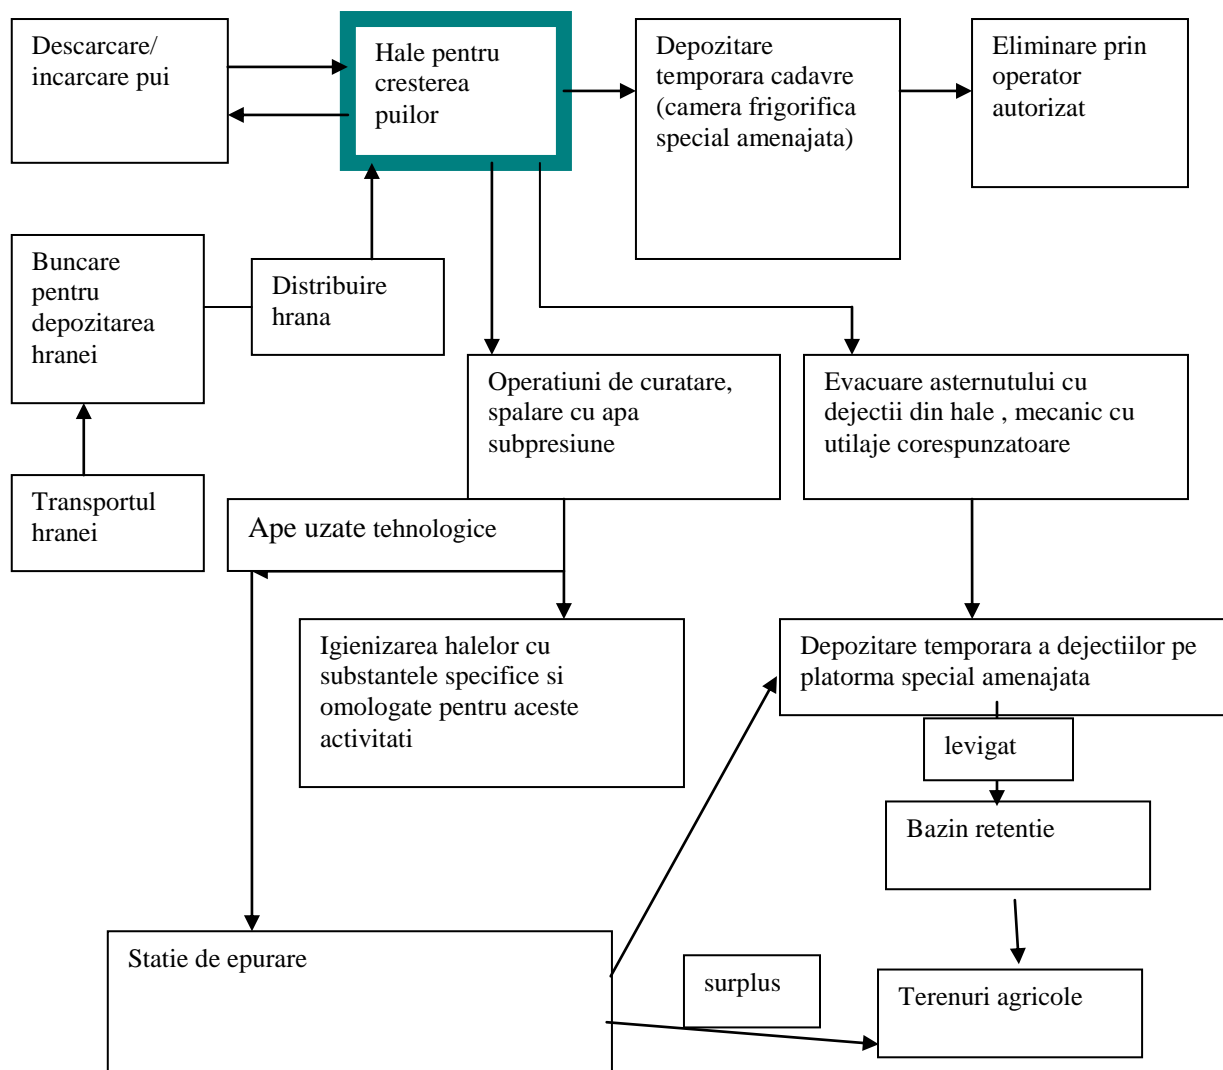 Descarcare/
incarcare pui
Hale pentru
cresterea
puilor
Depozitare
temporara cadavre
(camera frigorifica
special amenajata)
Eliminare prin
operator
autorizat
Buncare
pentru
depozitarea
hranei
Distribuire
hrana
Operatiuni de curatare,
spalare cu apa
subpresiune
Evacuare asternutului cu
dejectii din hale , mecanic cu
utilaje corespunzatoare
Transportul
hranei
Ape uzate tehnologice
Igienizarea halelor cu
substantele specifice si
omologate pentru aceste
activitati
Depozitare temporara a dejectiilor pe
platorma special amenajata
levigat
Bazin retentie
Statie de epurare
surplus
Terenuri agricole